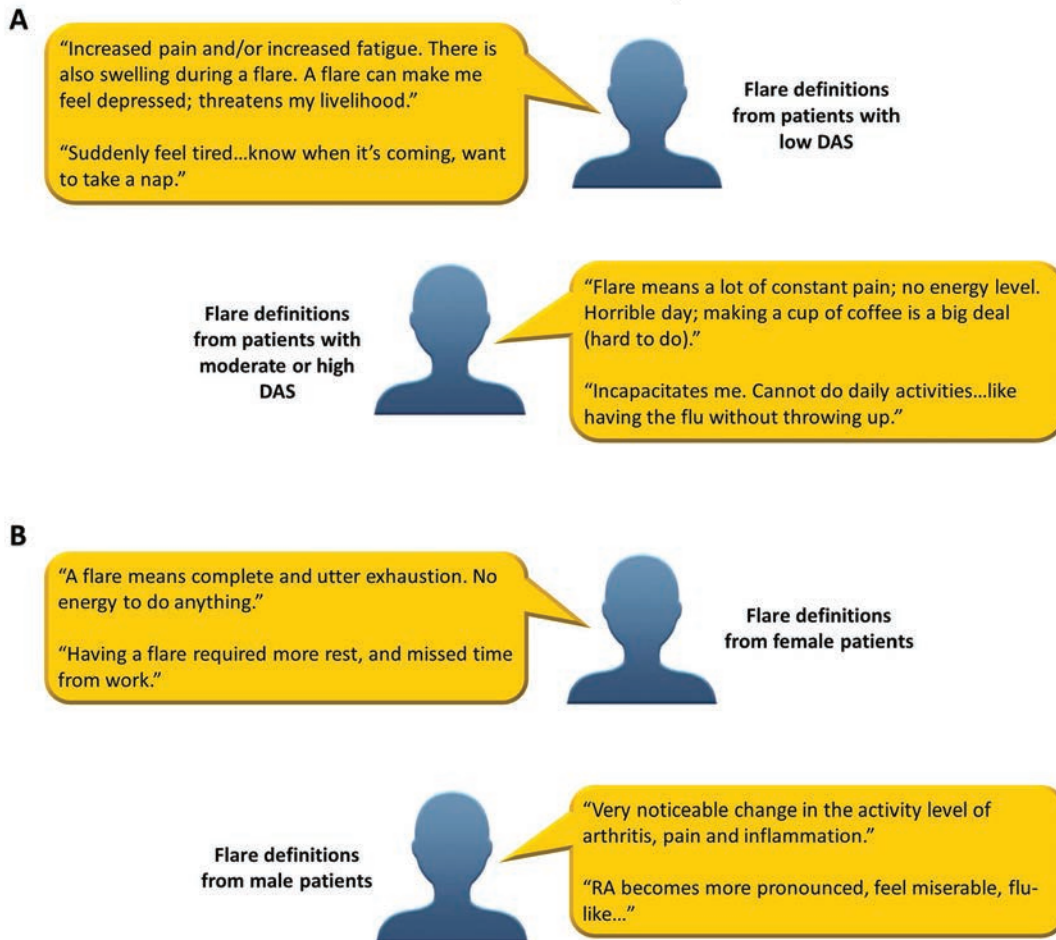 A
“Increased pain and/or increased fatigue. There is
also swelling during a flare. A flare can make me
feel depressed; threatens my livelihood.”
“Suddenly feel tired...know when it’s coming, want
to take a nap.”
Flare definitions
from patients with
low DAS
Flare definitions
from patients with
moderate or high
DAS
“Flare means a lot of constant pain; no energy level.
Horrible day; making a cup of coffee is a big deal
(hard to do).”
“Incapacitates me. Cannot do daily activities...like
having the flu without throwing up.”
B
“A flare means complete and utter exhaustion. No
energy to do anything.”
“Having a flare required more rest, and missed time
from work.”
Flare definitions
from female patients
Flare definitions
from male patients
“Very noticeable change in the activity level of
arthritis, pain and inflammation.”
“RA becomes more pronounced, feel miserable, flu-
like...”